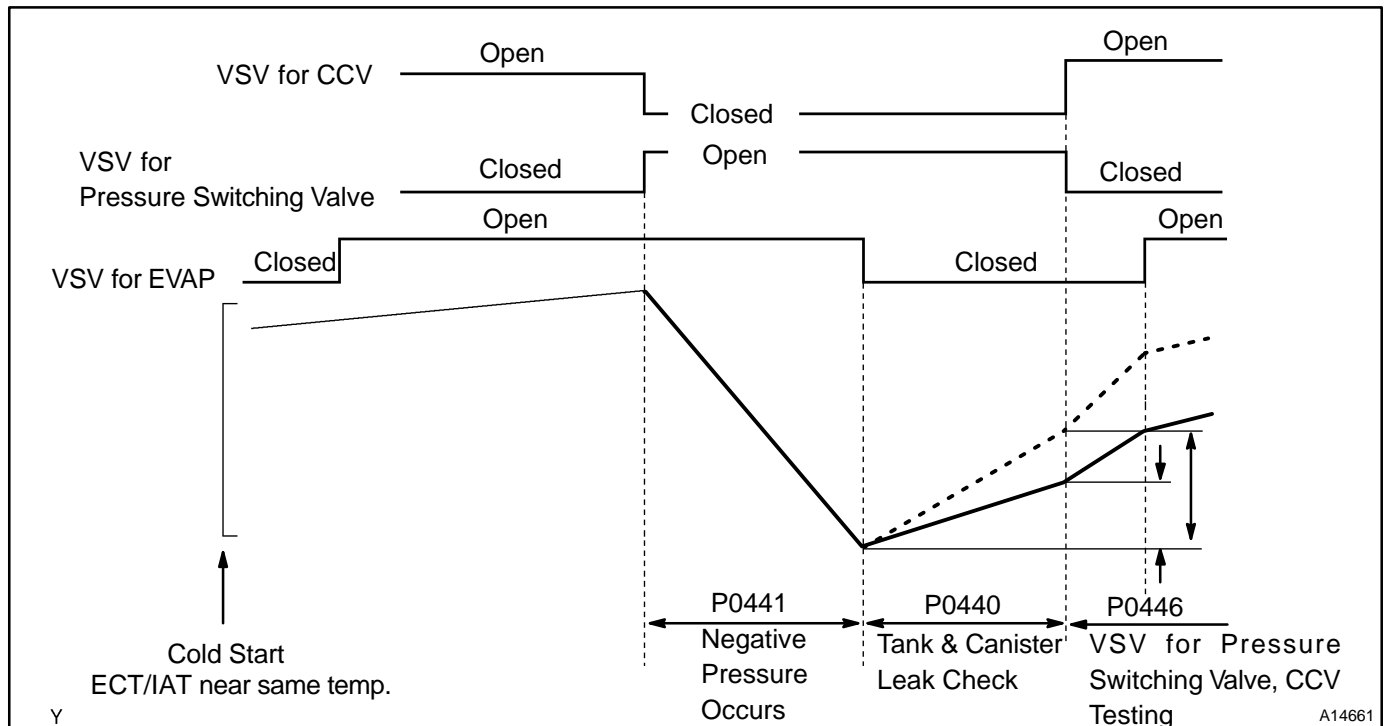 Open
VSV for CCV
Closed
Open
VSV for
Pressure Switching Valve
Closed
Open
Closed
VSV for EVAP
Closed
Open
Closed
Open
Cold Start
ECT/IAT near same temp.
P0441
Negative
Pressure
Occurs
P0440
Tank & Canister
Leak Check
P0446
VSV for Pressure
Switching Valve, CCV
Testing
Y
A14661